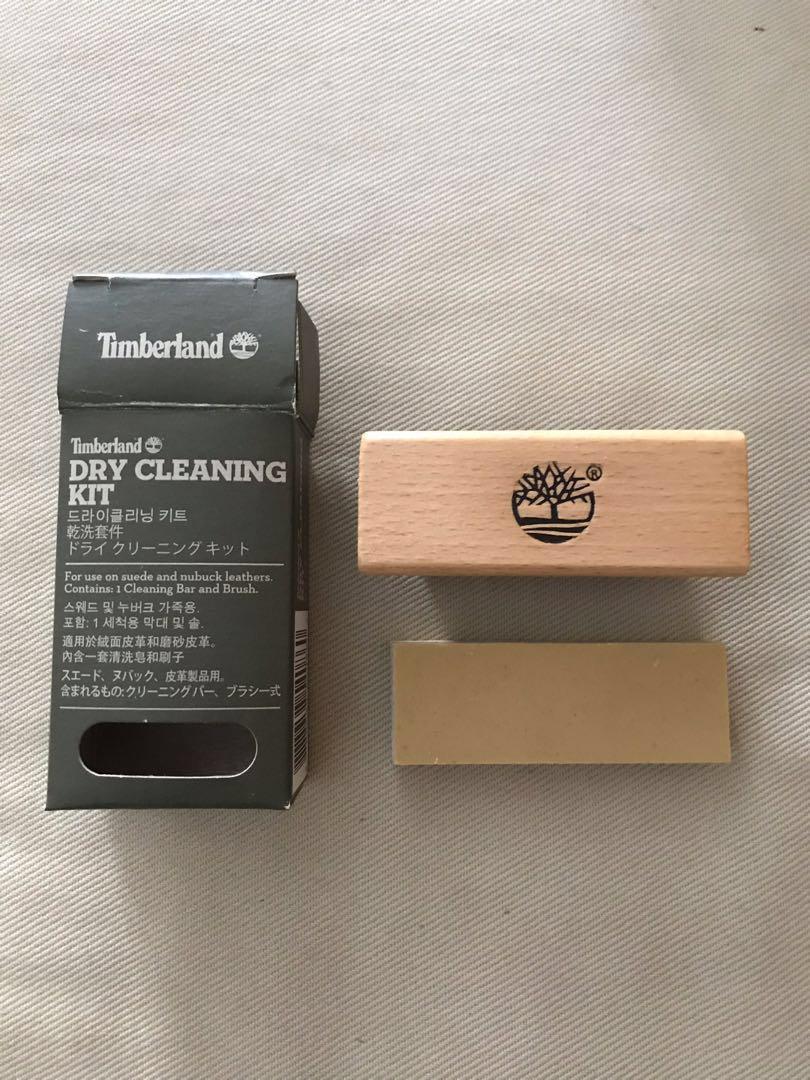 Timberland
Timberland
DRY CLEANING
KIT
드라이클리닝 키트
乾洗套件
ドライ クリーニング キット
For use on suede and nubuck leathers.
Contains: 1 Cleaning Bar and Brush.
스웨드 및 누버크 가죽용.
포함: 1 세척용 막대 및 솔.
適用於絨面皮革和磨砂皮革。
內含一套清洗皂和刷子
スエード、ヌバック、皮革製品用。
含まれるもの: クリーニングバー、ブラシ一式
®